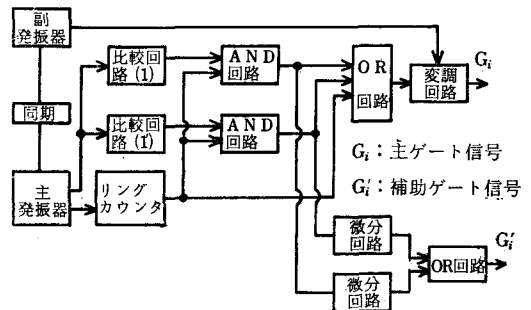 副
発振器
同期
主
発振器
比較回
路(1)
比較回
路(1')
リング
カウンタ
AND
回路
AND
回路
OR
回路
変調
回路
Gi
Gi：主ゲート信号
Gi'：補助ゲート信号
微分
回路
微分
回路
OR回路
Gi'